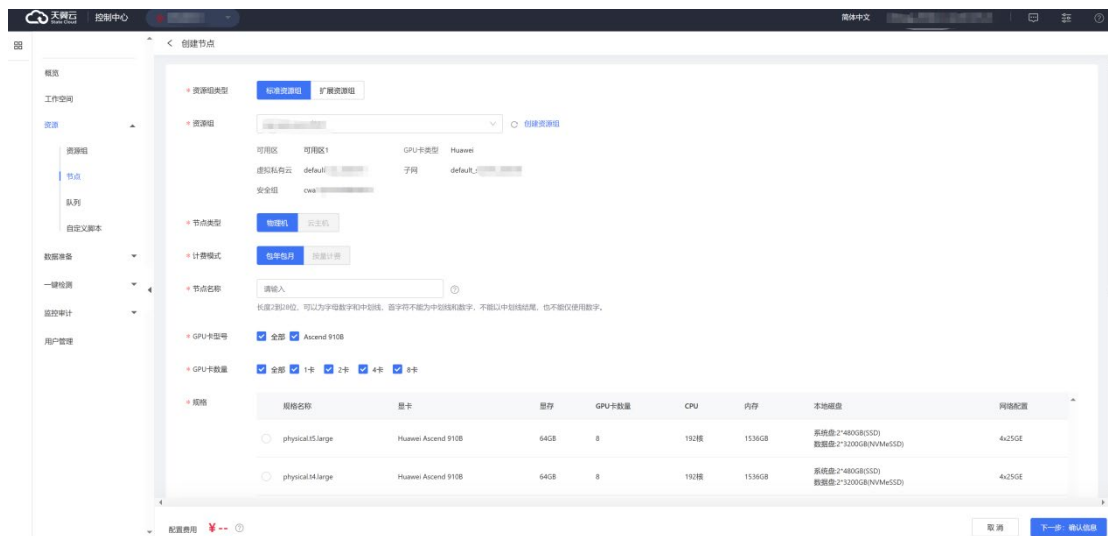 天翼云 State Cloud 控制中心 简体中文
创建节点
概览
工作空间
资源
资源组
节点
队列
自定义脚本
数据准备
一键检测
监控审计
用户管理
* 资源组类型 标准资源组 扩展资源组
* 资源组 创建资源组
可用区 可用区1 GPU卡类型 Huawei
虚拟私有云 default 子网 default_
安全组 cwa
* 节点类型 物理机 云主机
* 计费模式 包年包月 按量计费
* 节点名称 请输入
长度2到28位,可以为字母数字和中划线,首字符不能为中划线和数字,不能以中划线结尾,也不能仅使用数字。
* GPU卡型号 全部 Ascend 910B
* GPU卡数量 全部 1卡 2卡 4卡 8卡
* 规格
规格名称 显卡 显存 GPU卡数量 CPU 内存 本地磁盘 网络配置
physical.t5.large Huawei Ascend 910B 64GB 8 192核 1536GB 系统盘:2*480GB(SSD) 4x25GE
数据盘:2*3200GB(NVMeSSD)
physical.t4.large Huawei Ascend 910B 64GB 8 192核 1536GB 系统盘:2*480GB(SSD) 4x25GE
数据盘:2*3200GB(NVMeSSD)
配置费用 ¥ -- 取消 下一步:确认信息